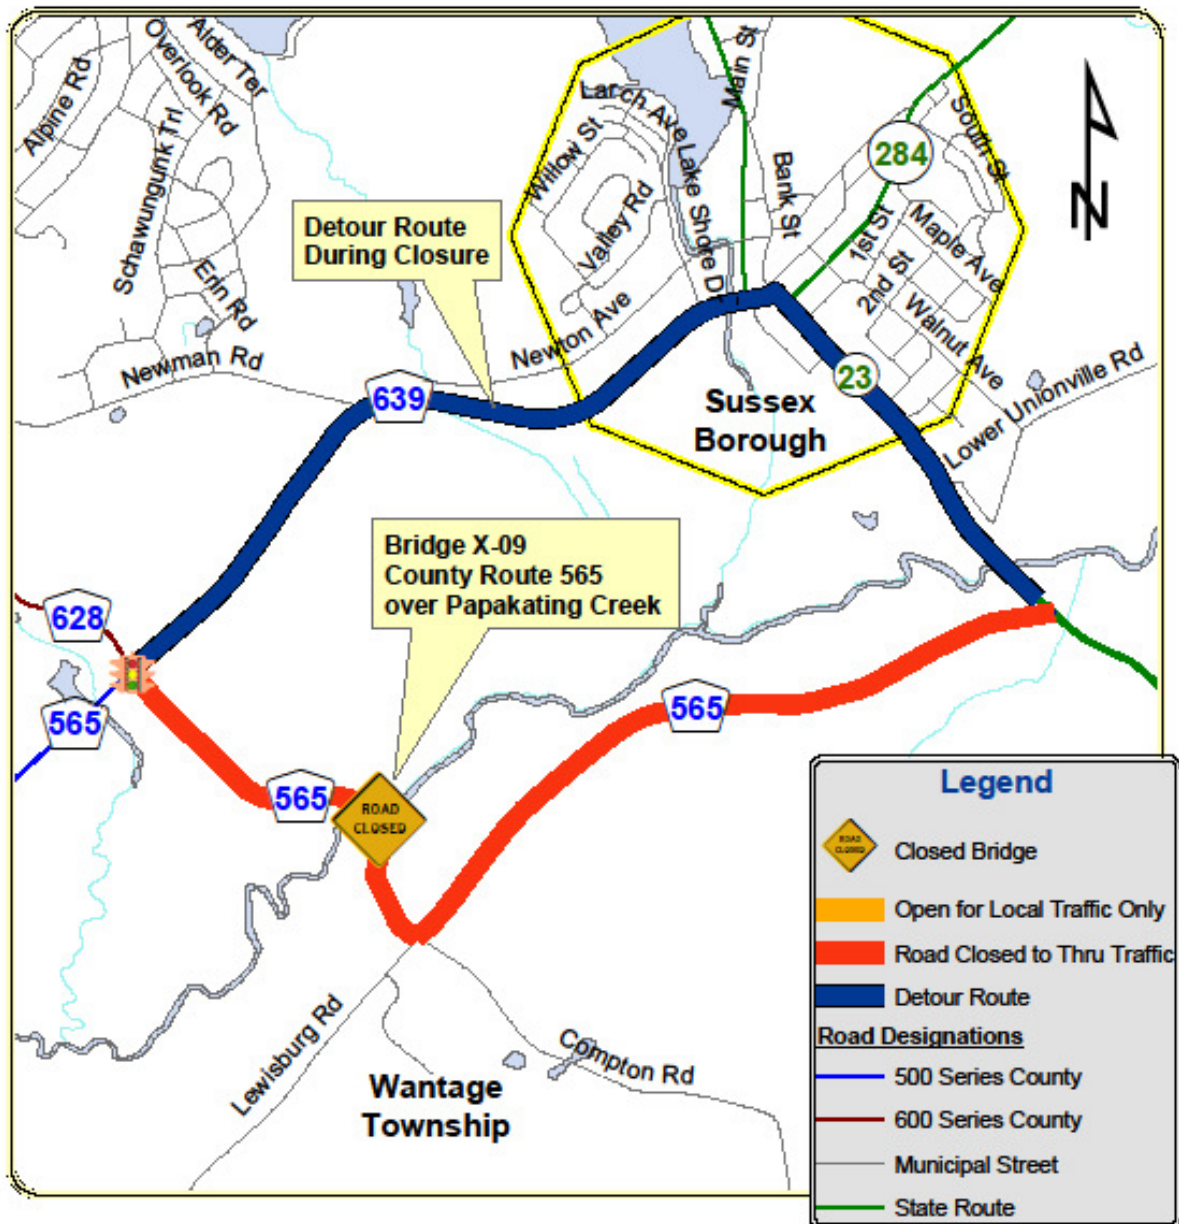 Alder Ter
Overlook Rd
Alpine Rd
Schawungunk Trl
Erin Rd
Newman Rd
Larch Ave
Willow St
Valley Rd
Lake Shore D
Main St
Bank St
284
South St
1st St
Maple Ave
2nd St
Walnut Ave
N
Detour Route
During Closure
Newton Ave
639
23
Lower Unionville Rd
Sussex
Borough
Bridge X-09
County Route 565
over Papakating Creek
628
565
565
565
ROAD
CLOSED
Lewisburg Rd
Compton Rd
Wantage
Township
Legend
ROAD
CLOSED
Closed Bridge
Open for Local Traffic Only
Road Closed to Thru Traffic
Detour Route
Road Designations
500 Series County
600 Series County
Municipal Street
State Route